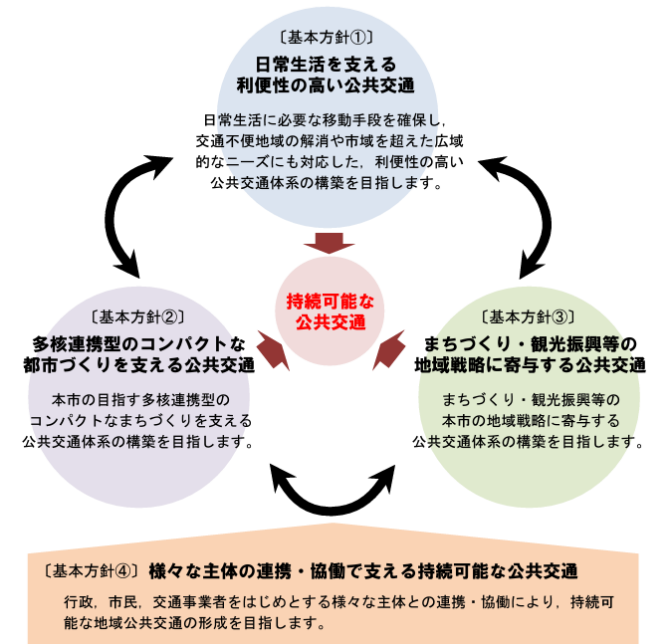 〔基本方針①〕
日常生活を支える
利便性の高い公共交通
日常生活に必要な移動手段を確保し，
交通不便地域の解消や市域を超えた広域
的なニーズにも対応した，利便性の高い
公共交通体系の構築を目指します。
持続可能な
公共交通
〔基本方針②〕
多核連携型のコンパクトな
都市づくりを支える公共交通
本市の目指す多核連携型の
コンパクトなまちづくりを支える
公共交通体系の構築を目指します。
〔基本方針③〕
まちづくり・観光振興等の
地域戦略に寄与する公共交通
まちづくり・観光振興等の
本市の地域戦略に寄与する
公共交通体系の構築を目指します。
〔基本方針④〕様々な主体の連携・協働で支える持続可能な公共交通
行政，市民，交通事業者をはじめとする様々な主体との連携・協働により，持続可
能な地域公共交通の形成を目指します。